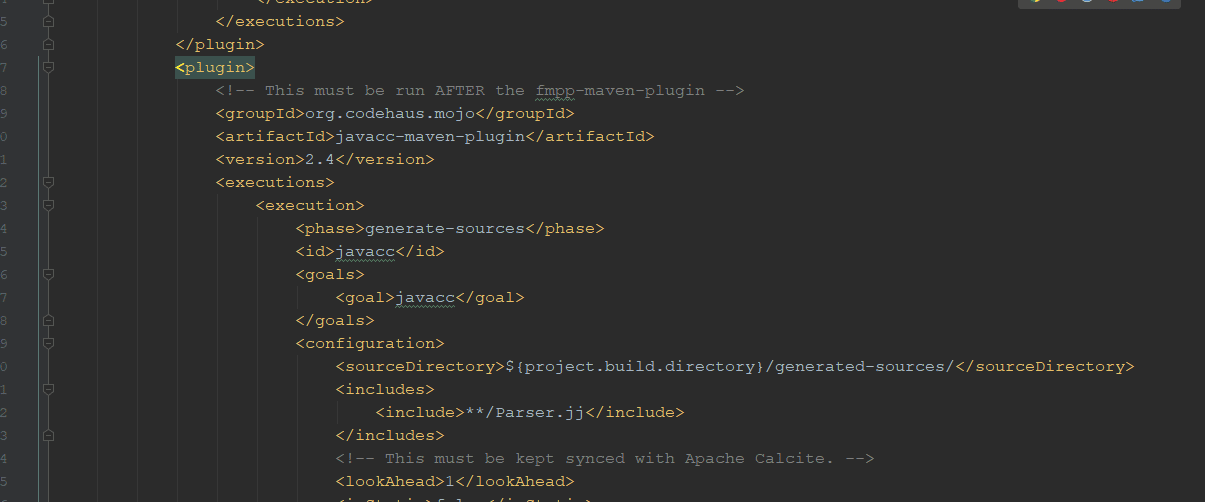 </execution>
5 </executions>
6 </plugin>
7 <plugin>
8 <!-- This must be run AFTER the fmpp-maven-plugin -->
9 <groupId>org.codehaus.mojo</groupId>
0 <artifactId>javacc-maven-plugin</artifactId>
1 <version>2.4</version>
2 <executions>
3 <execution>
4 <phase>generate-sources</phase>
5 <id>javacc</id>
6 <goals>
7 <goal>javacc</goal>
8 </goals>
9 <configuration>
0 <sourceDirectory>${project.build.directory}/generated-sources/</sourceDirectory>
1 <includes>
2 <include>**/Parser.jj</include>
3 </includes>
4 <!-- This must be kept synced with Apache Calcite. -->
5 <lookAhead>1</lookAhead>